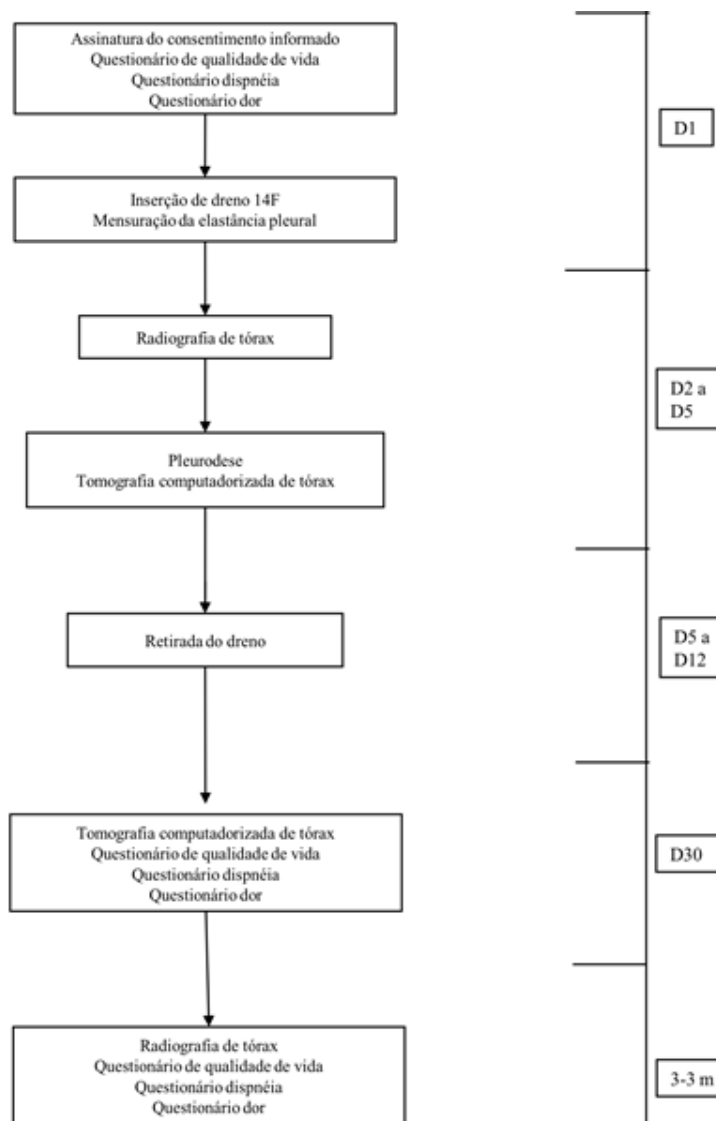 Assinatura do consentimento informado
Questionário de qualidade de vida
Questionário dispnéia
Questionário dor
D1
Inserção de dreno 14F
Mensuração da elastância pleural
Radiografia de tórax
D2 a
D5
Pleurodese
Tomografia computadorizada de tórax
Retirada do dreno
D5 a
D12
Tomografia computadorizada de tórax
Questionário de qualidade de vida
Questionário dispnéia
Questionário dor
D30
Radiografia de tórax
Questionário de qualidade de vida
Questionário dispnéia
Questionário dor
3-3 m